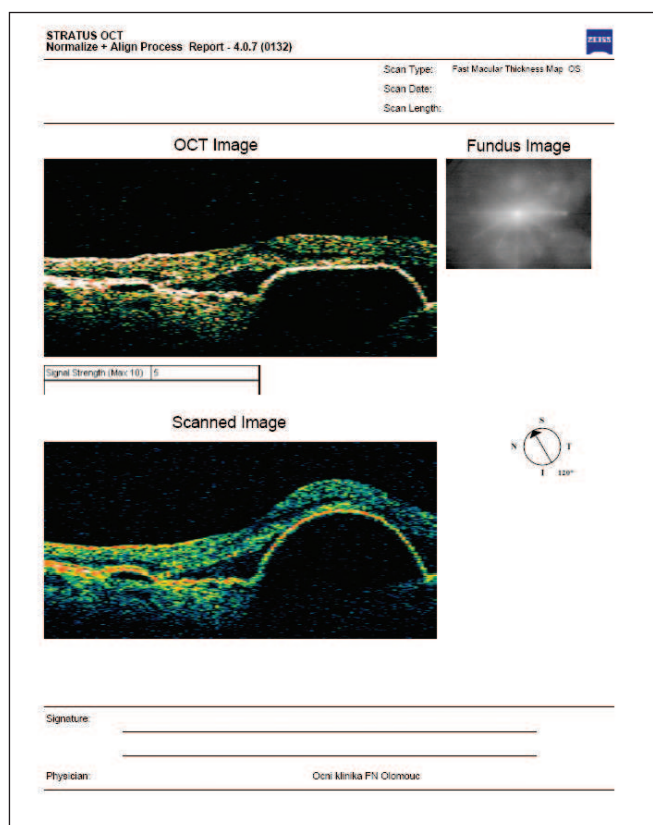 STRATUS OCT
Normalize + Align Process Report - 4.0.7 (0132)
ZEISS
Scan Type: Fast Macular Thickness Map OS
Scan Date:
Scan Length:
OCT Image
Fundus Image
Signal Strength (Max 10) 5
Scanned Image
S
N T
I
120°
Signature:
Physician: Ocni klinika FN Olomouc